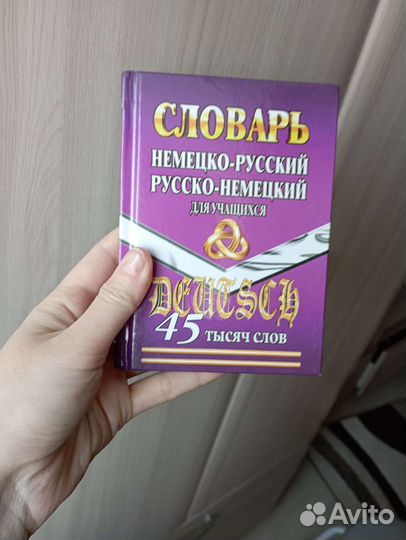 СЛОВАРЬ
НЕМЕЦКО-РУССКИЙ
РУССКО-НЕМЕЦКИЙ
ДЛЯ УЧАЩИХСЯ
DEUTSCH
45 ТЫСЯЧ СЛОВ
Avito